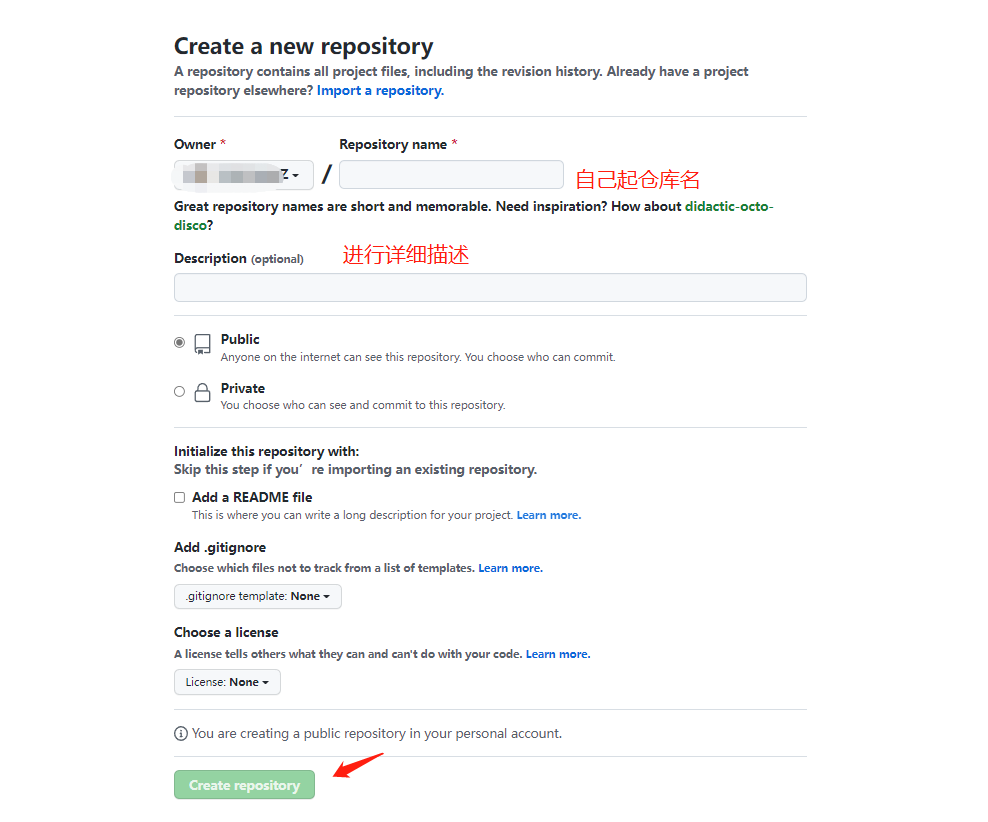 Create a new repository
A repository contains all project files, including the revision history. Already have a project
repository elsewhere? Import a repository.
Owner * Repository name *
Z / 自己起仓库名
Great repository names are short and memorable. Need inspiration? How about didactic-octo-
disco?
Description (optional) 进行详细描述
Public
Anyone on the internet can see this repository. You choose who can commit.
Private
You choose who can see and commit to this repository.
Initialize this repository with:
Skip this step if you’re importing an existing repository.
Add a README file
This is where you can write a long description for your project. Learn more.
Add .gitignore
Choose which files not to track from a list of templates. Learn more.
.gitignore template: None
Choose a license
A license tells others what they can and can't do with your code. Learn more.
License: None
You are creating a public repository in your personal account.
Create repository